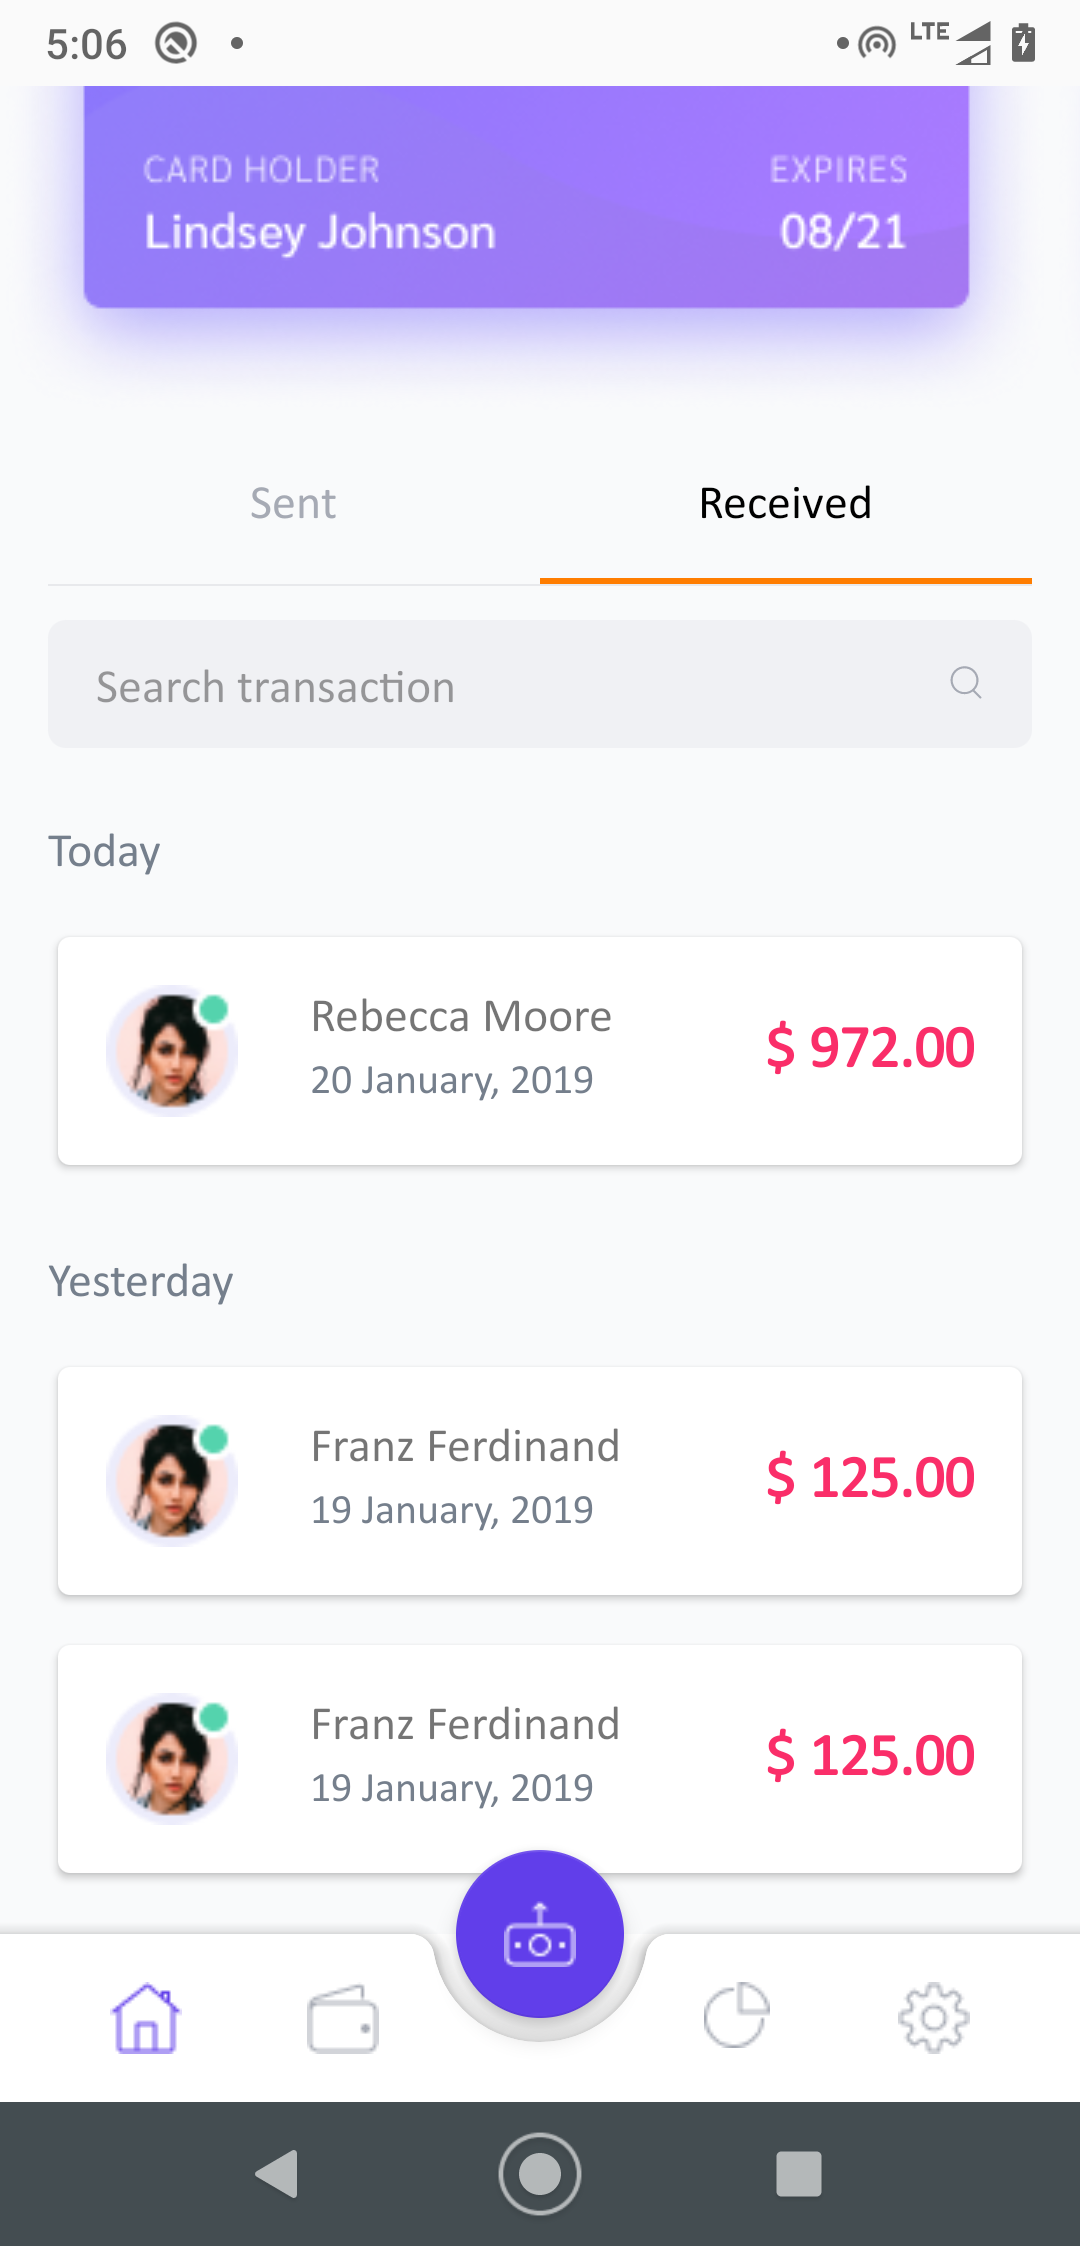 5:06
LTE
CARD HOLDER
EXPIRES
Lindsey Johnson
08/21
Sent
Received
Search transaction
Today
Rebecca Moore
20 January, 2019
$ 972.00
Yesterday
Franz Ferdinand
19 January, 2019
$ 125.00
Franz Ferdinand
19 January, 2019
$ 125.00